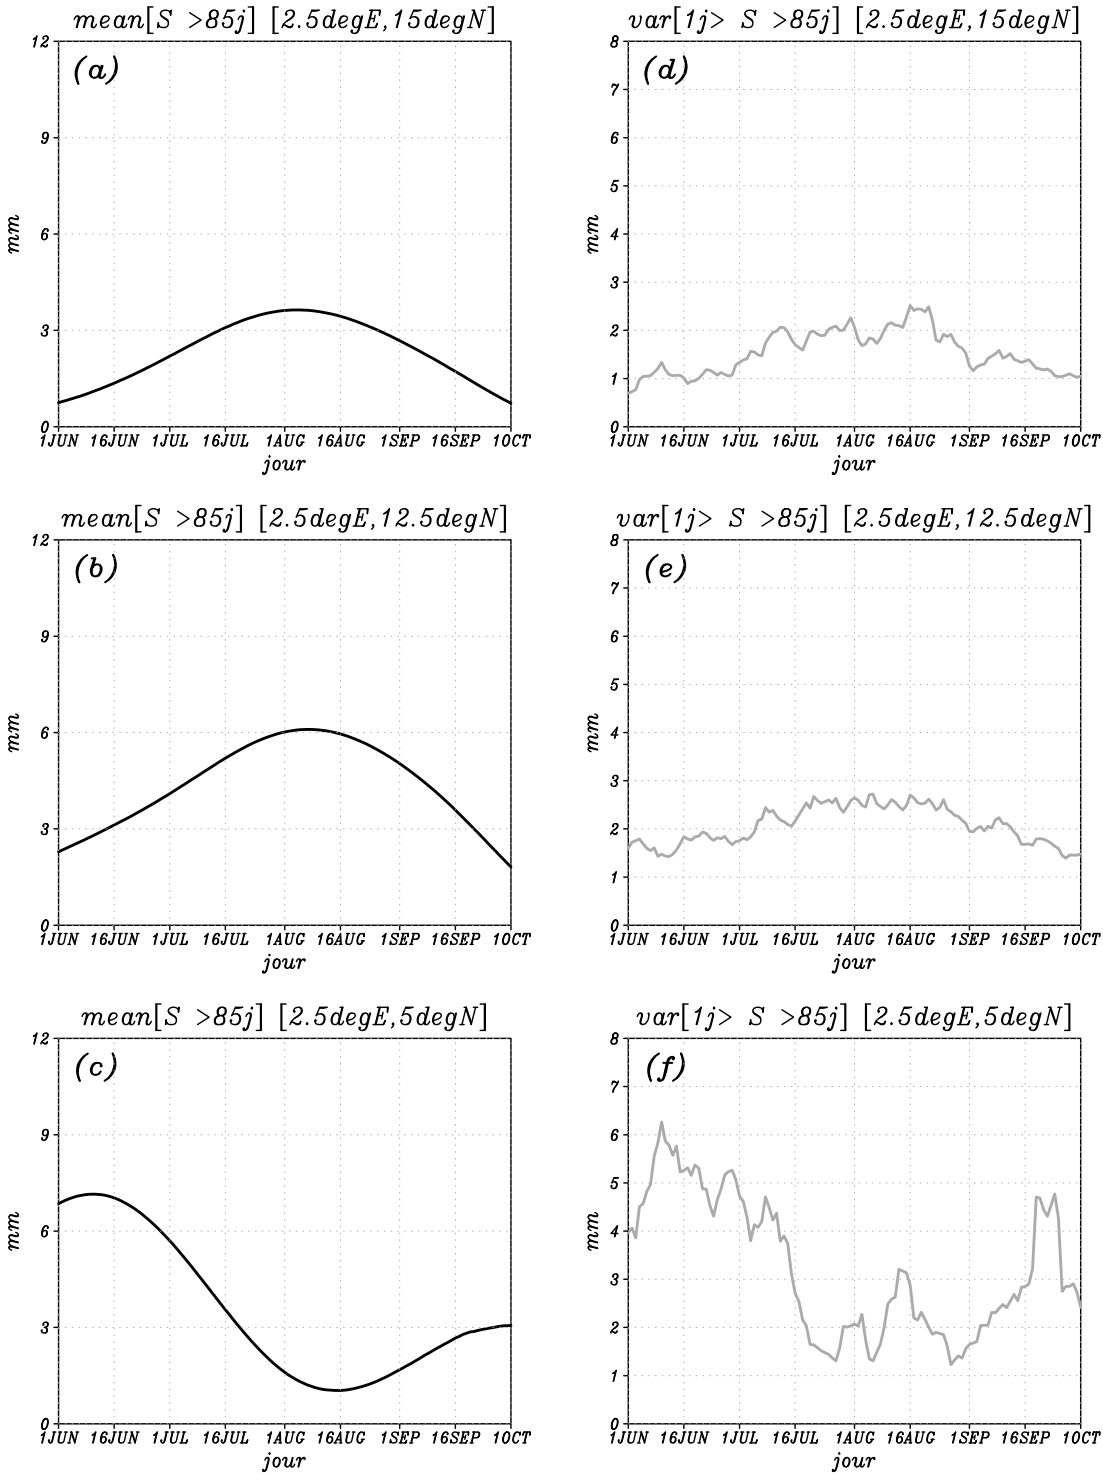 mean[S >85j] [2.5degE,15degN]
(a)
12
9
6
3
0
mm
1JUN 16JUN 1JUL 16JUL 1AUG 16AUG 1SEP 16SEP 1OCT
jour
var[1j> S >85j] [2.5degE,15degN]
(d)
8
7
6
5
4
3
2
1
0
mm
1JUN 16JUN 1JUL 16JUL 1AUG 16AUG 1SEP 16SEP 1OCT
jour
mean[S >85j] [2.5degE,12.5degN]
(b)
12
9
6
3
0
mm
1JUN 16JUN 1JUL 16JUL 1AUG 16AUG 1SEP 16SEP 1OCT
jour
var[1j> S >85j] [2.5degE,12.5degN]
(e)
8
7
6
5
4
3
2
1
0
mm
1JUN 16JUN 1JUL 16JUL 1AUG 16AUG 1SEP 16SEP 1OCT
jour
mean[S >85j] [2.5degE,5degN]
(c)
12
9
6
3
0
mm
1JUN 16JUN 1JUL 16JUL 1AUG 16AUG 1SEP 16SEP 1OCT
jour
var[1j> S >85j] [2.5degE,5degN]
(f)
8
7
6
5
4
3
2
1
0
mm
1JUN 16JUN 1JUL 16JUL 1AUG 16AUG 1SEP 16SEP 1OCT
jour